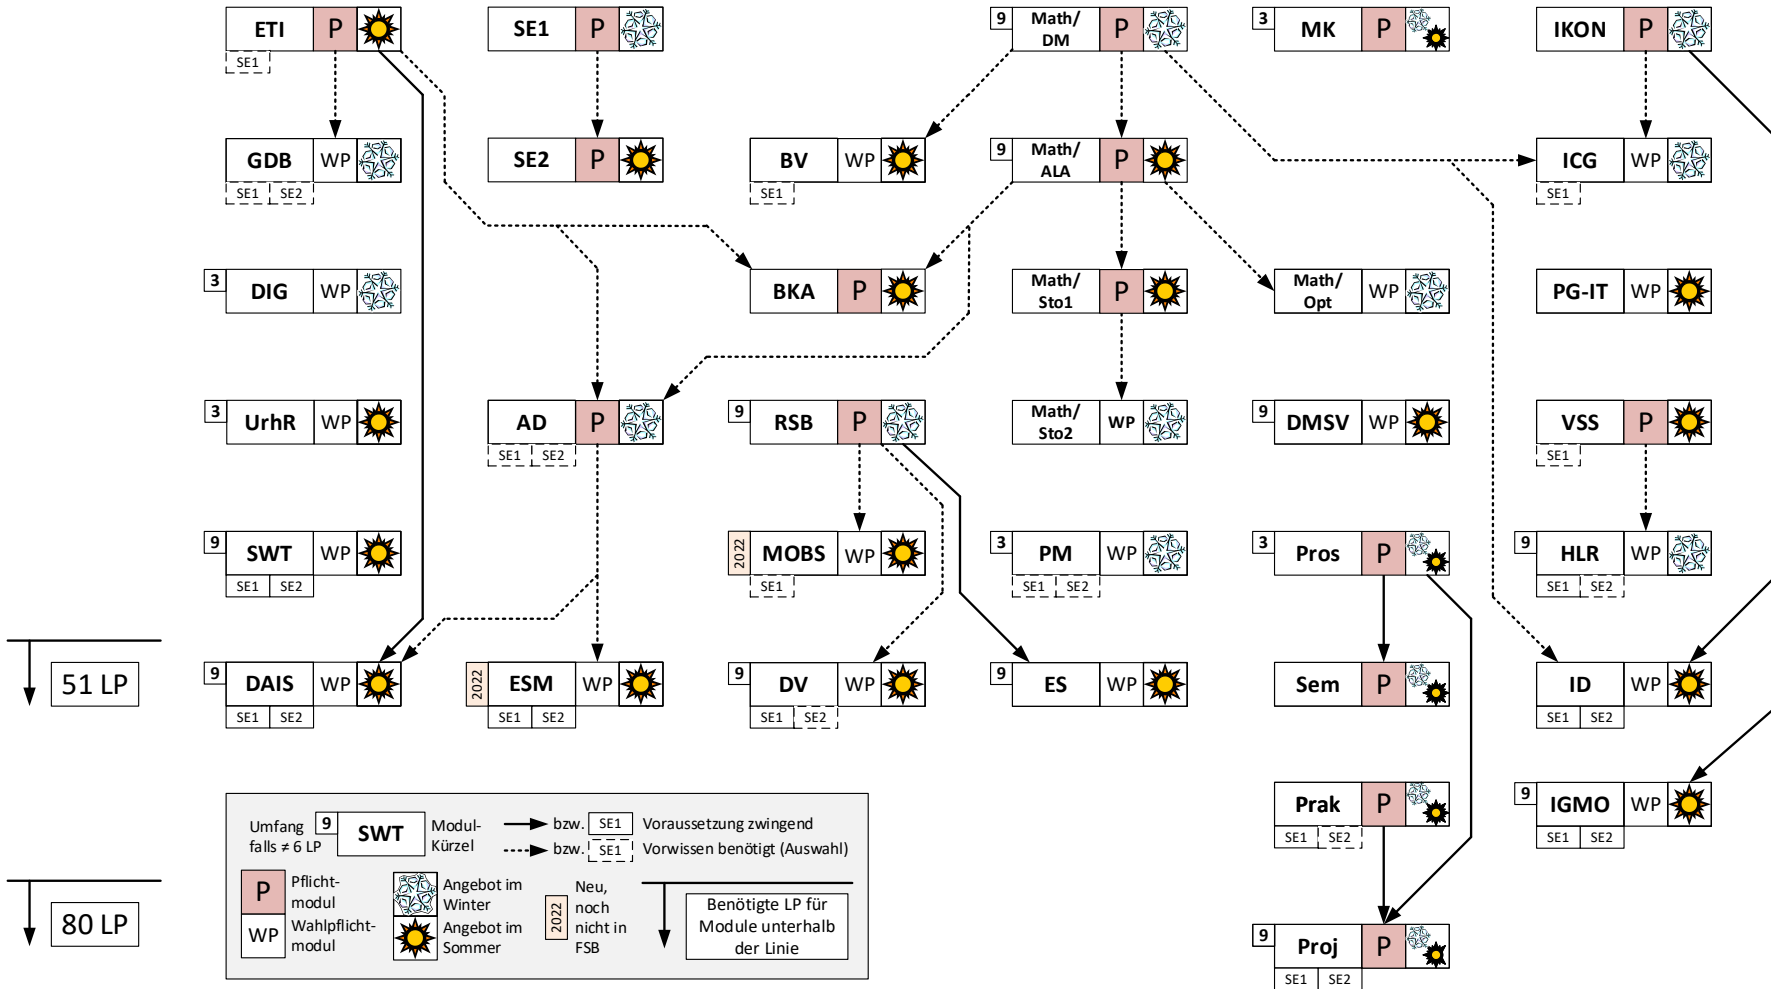 ETI P
SE1
SE1 P
9 Math/
DM P
3 MK P
IKON P
GDB WP
SE1 SE2
SE2 P
BV WP
SE1
9 Math/
ALA P
ICG WP
SE1
3 DIG WP
BKA P
Math/
Sto1 P
Math/
Opt WP
PG-IT WP
3 UrhR WP
AD P
SE1 SE2
9 RSB P
Math/
Sto2 WP
9 DMSV WP
VSS P
SE1
9 SWT WP
SE1 SE2
2022 MOBS WP
SE1
3 PM WP
SE1 SE2
3 Pros P
9 HLR WP
SE1 SE2
51 LP
9 DAIS WP
SE1 SE2
2022 ESM WP
SE1 SE2
9 DV WP
SE1 SE2
9 ES WP
Sem P
9 ID WP
SE1 SE2
Prak P
SE1 SE2
9 IGMO WP
SE1 SE2
80 LP
9 Proj P
SE1 SE2
Umfang
falls ≠ 6 LP
9 SWT
Modul-
Kürzel
bzw. SE1 Voraussetzung zwingend
bzw. SE1 Vorwissen benötigt (Auswahl)
P Pflicht-
modul
WP Wahlpflicht-
modul
Angebot im
Winter
Angebot im
Sommer
2022
Neu,
noch
nicht in
FSB
Benötigte LP für
Module unterhalb
der Linie